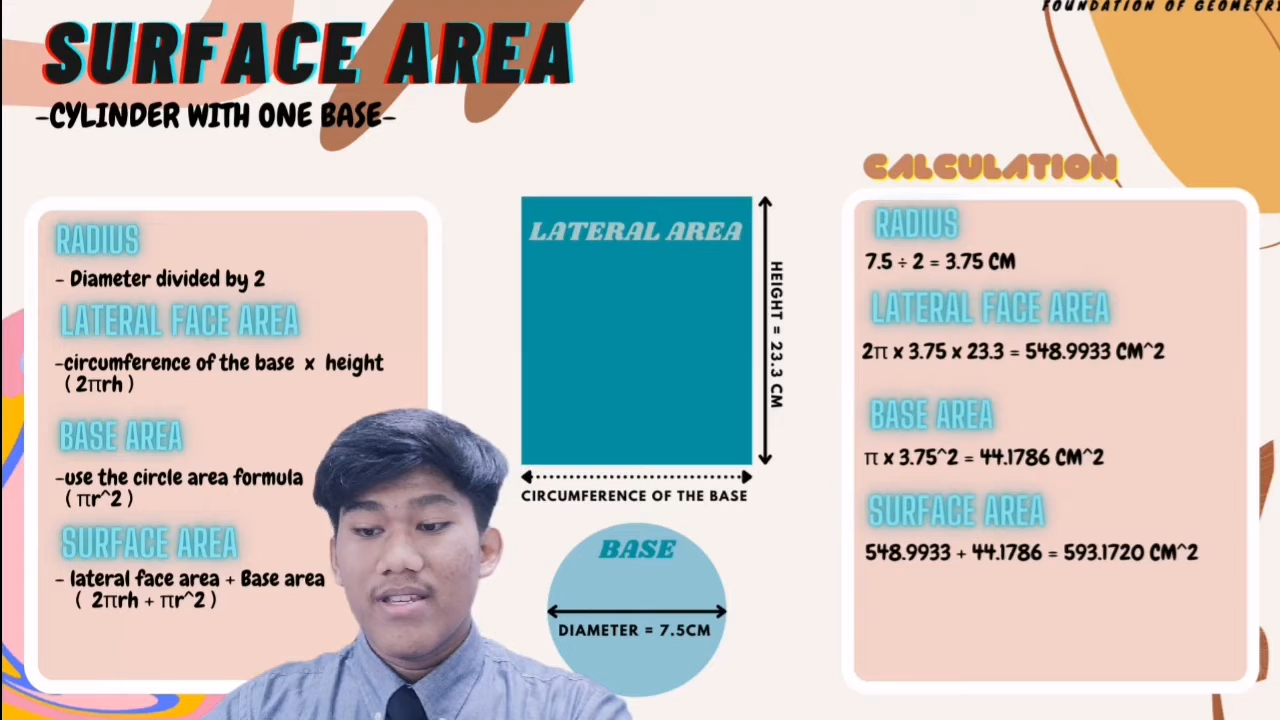 FOUNDATION OF GEOMETRI
SURFACE AREA
-CYLINDER WITH ONE BASE-
RADIUS
- Diameter divided by 2
LATERAL FACE AREA
-circumference of the base x height
( 2πrh )
BASE AREA
-use the circle area formula
( πr^2 )
SURFACE AREA
- lateral face area + Base area
( 2πrh + πr^2 )
LATERAL AREA
HEIGHT = 23.3 CM
CIRCUMFERENCE OF THE BASE
BASE
DIAMETER = 7.5CM
CALCULATION
RADIUS
7.5 ÷ 2 = 3.75 CM
LATERAL FACE AREA
2π x 3.75 x 23.3 = 548.9933 CM^2
BASE AREA
π x 3.75^2 = 44.1786 CM^2
SURFACE AREA
548.9933 + 44.1786 = 593.1720 CM^2